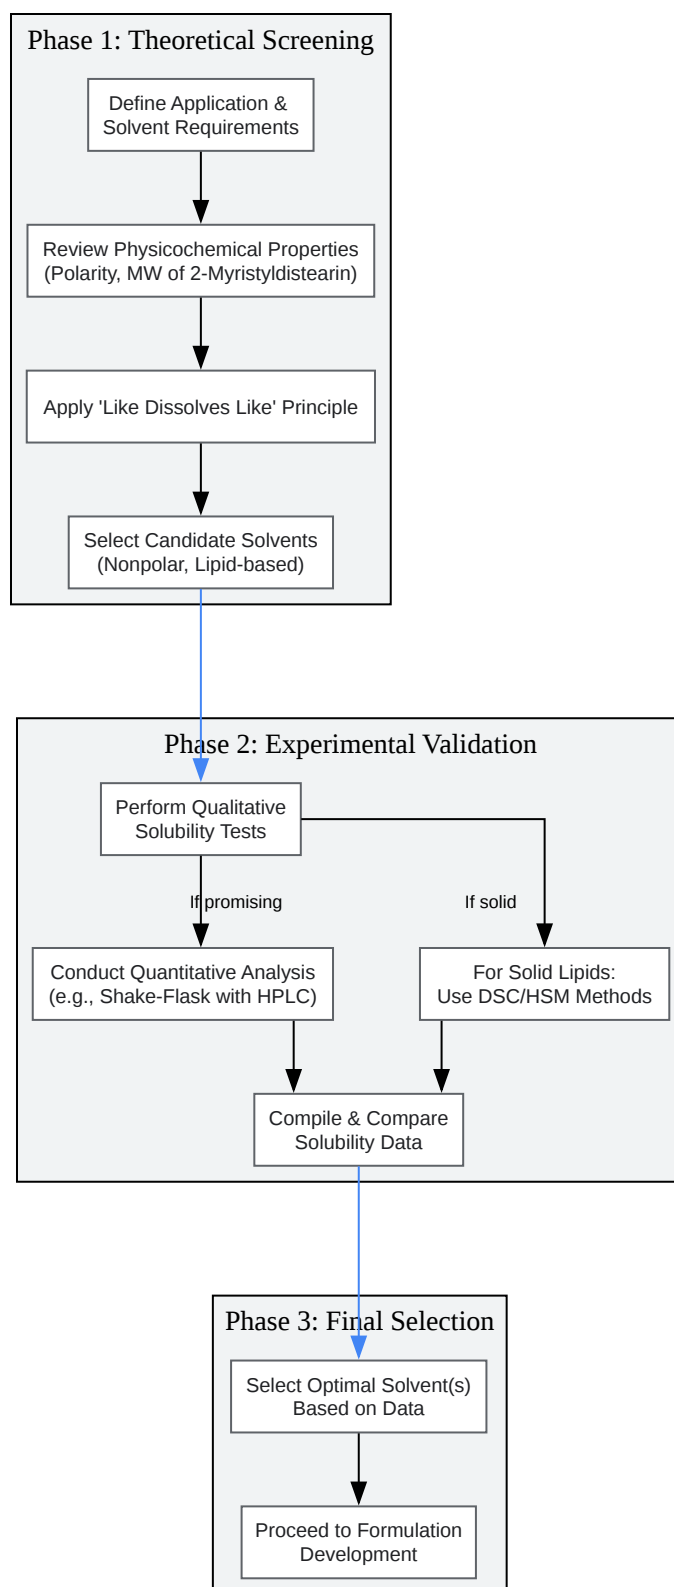 Phase 1: Theoretical Screening
Define Application &
Solvent Requirements
Review Physicochemical Properties
(Polarity, MW of 2-Myristyldistearin)
Apply 'Like Dissolves Like' Principle
Select Candidate Solvents
(Nonpolar, Lipid-based)
Phase 2: Experimental Validation
Perform Qualitative
Solubility Tests
If promising
If solid
Conduct Quantitative Analysis
(e.g., Shake-Flask with HPLC)
For Solid Lipids:
Use DSC/HSM Methods
Compile & Compare
Solubility Data
Phase 3: Final Selection
Select Optimal Solvent(s)
Based on Data
Proceed to Formulation
Development